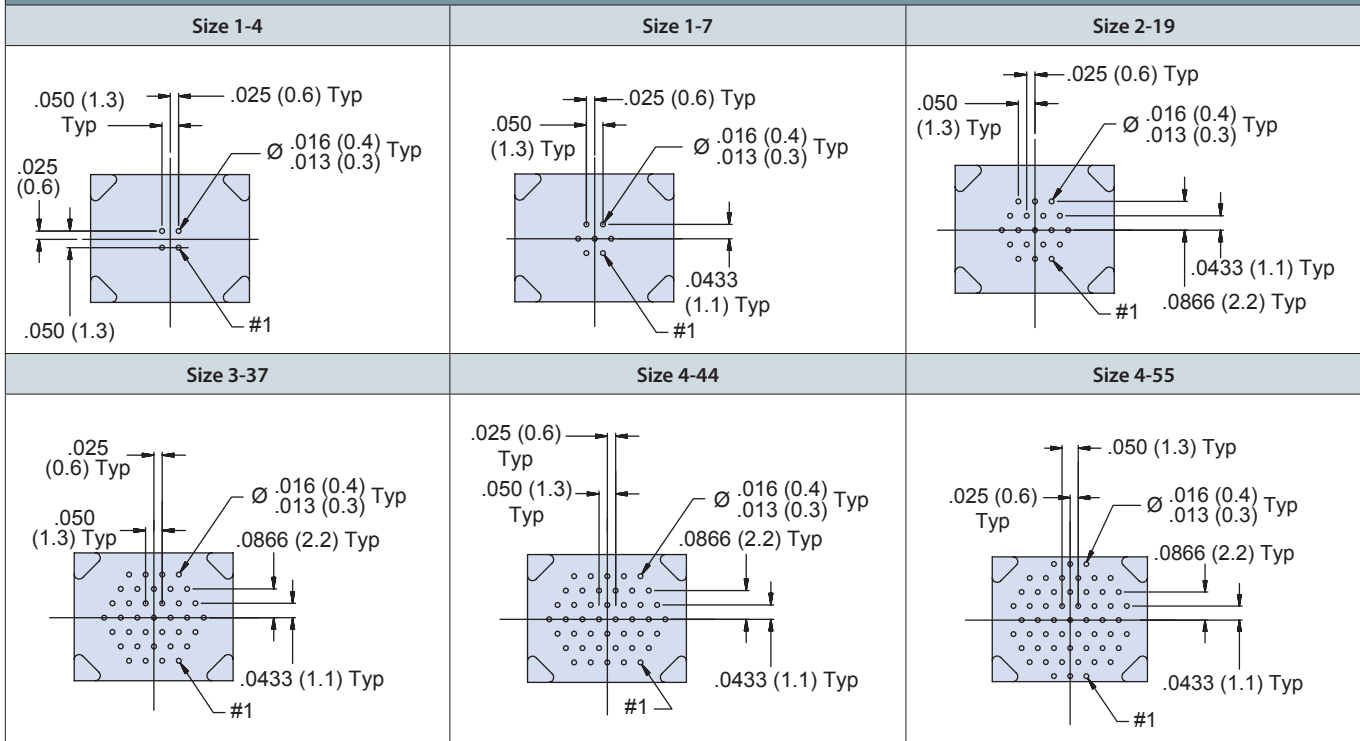 Size 1-4
Size 1-7
Size 2-19
.050 (1.3)
Typ
.025 (0.6) Typ
Ø .016 (0.4) Typ
.013 (0.3)
.025
(0.6)
.050 (1.3)
#1
.025 (0.6) Typ
.050
(1.3) Typ
Ø .016 (0.4) Typ
.013 (0.3)
.0433
(1.1) Typ
#1
.025 (0.6) Typ
.050
(1.3) Typ
Ø .016 (0.4) Typ
.013 (0.3)
.0433 (1.1) Typ
.0866 (2.2) Typ
#1
Size 3-37
Size 4-44
Size 4-55
.025
(0.6) Typ
Ø .016 (0.4) Typ
.013 (0.3)
.050
(1.3) Typ
.0866 (2.2) Typ
.0433 (1.1) Typ
#1
.025 (0.6)
Typ
.050 (1.3)
Typ
Ø .016 (0.4) Typ
.013 (0.3)
.0866 (2.2) Typ
.0433 (1.1) Typ
#1
.050 (1.3) Typ
.025 (0.6)
Typ
Ø .016 (0.4) Typ
.013 (0.3)
.0866 (2.2) Typ
.0433 (1.1) Typ
#1